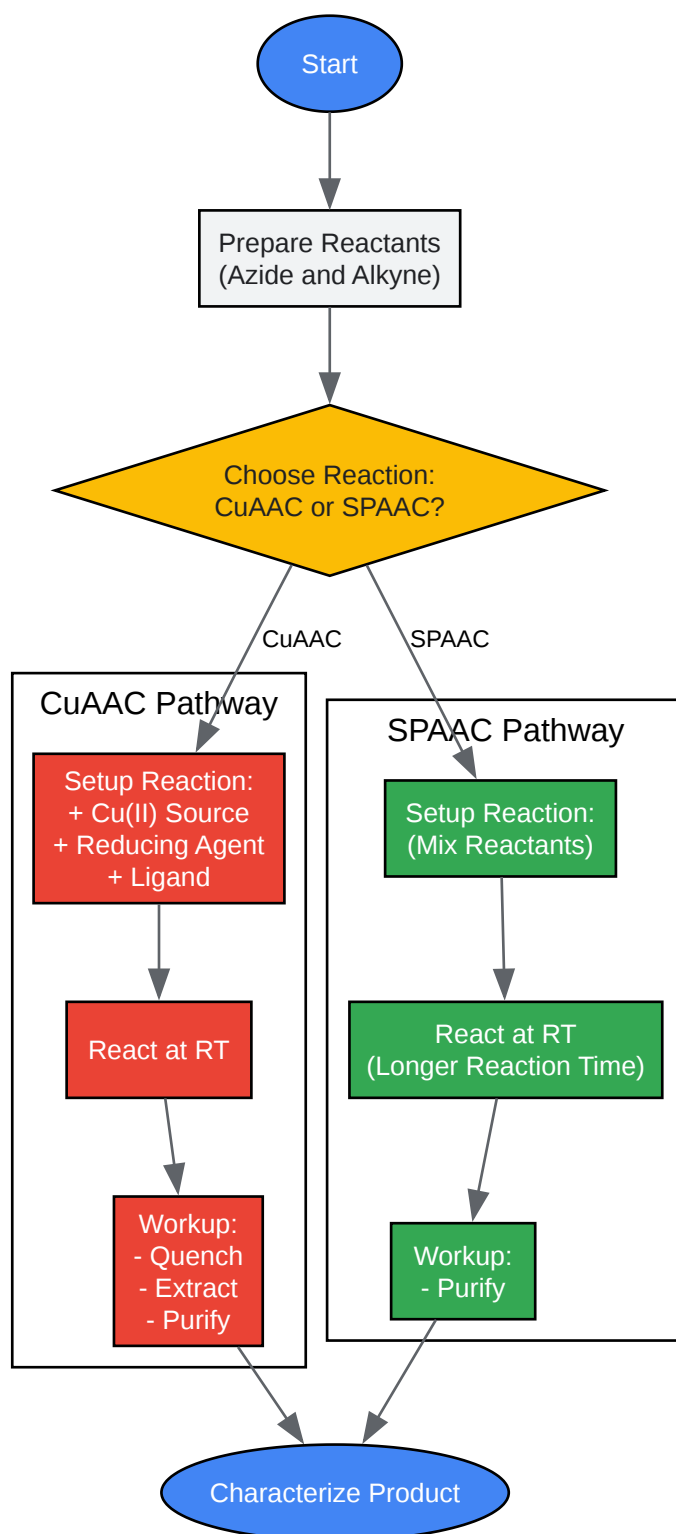 Start
Prepare Reactants
(Azide and Alkyne)
Choose Reaction:
CuAAC or SPAAC?
CuAAC
SPAAC
CuAAC Pathway
Setup Reaction:
+ Cu(II) Source
+ Reducing Agent
+ Ligand
React at RT
Workup:
- Quench
- Extract
- Purify
SPAAC Pathway
Setup Reaction:
(Mix Reactants)
React at RT
(Longer Reaction Time)
Workup:
- Purify
Characterize Product